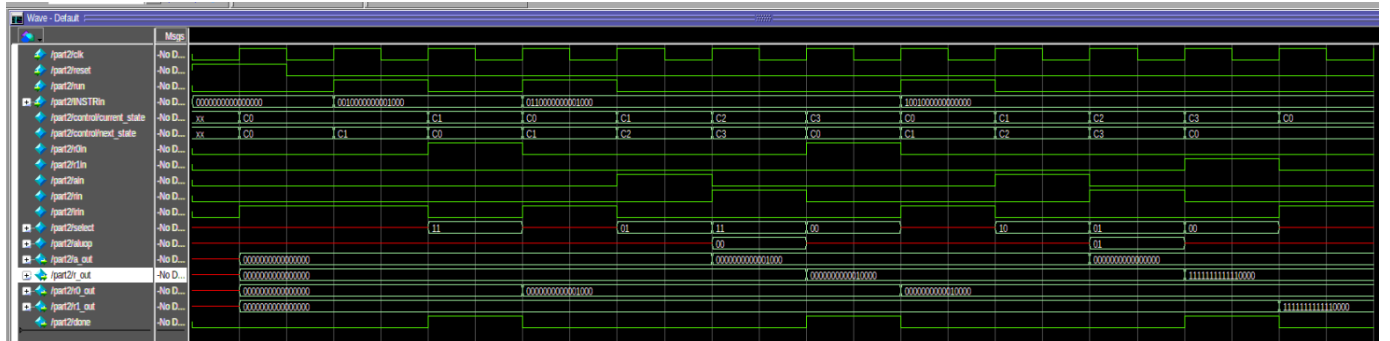 Wave - Default
Msgs
/part2/clk -No D...
/part2/reset -No D...
/part2/run -No D...
/part2/INSTRin -No D... 0000000000000000 0010000000001000 0110000000001000 1001000000000000
/part2/control/current_state -No D... xx C0 C1 C0 C1 C2 C3 C0 C1 C2 C3 C0
/part2/control/next_state -No D... xx C0 C1 C0 C1 C2 C3 C0 C1 C2 C3 C0
/part2/r0in -No D...
/part2/r1in -No D...
/part2/ain -No D...
/part2/rin -No D...
/part2/irin -No D...
/part2/select -No D... 11 01 11 00 10 01 00
/part2/aluop -No D... 00 01
/part2/a_out -No D... 0000000000000000 0000000000001000 0000000000000000
/part2/r_out -No D... 0000000000000000 0000000000010000 1111111111110000
/part2/r0_out -No D... 0000000000000000 0000000000001000 0000000000010000
/part2/r1_out -No D... 0000000000000000 1111111111110000
/part2/done -No D...